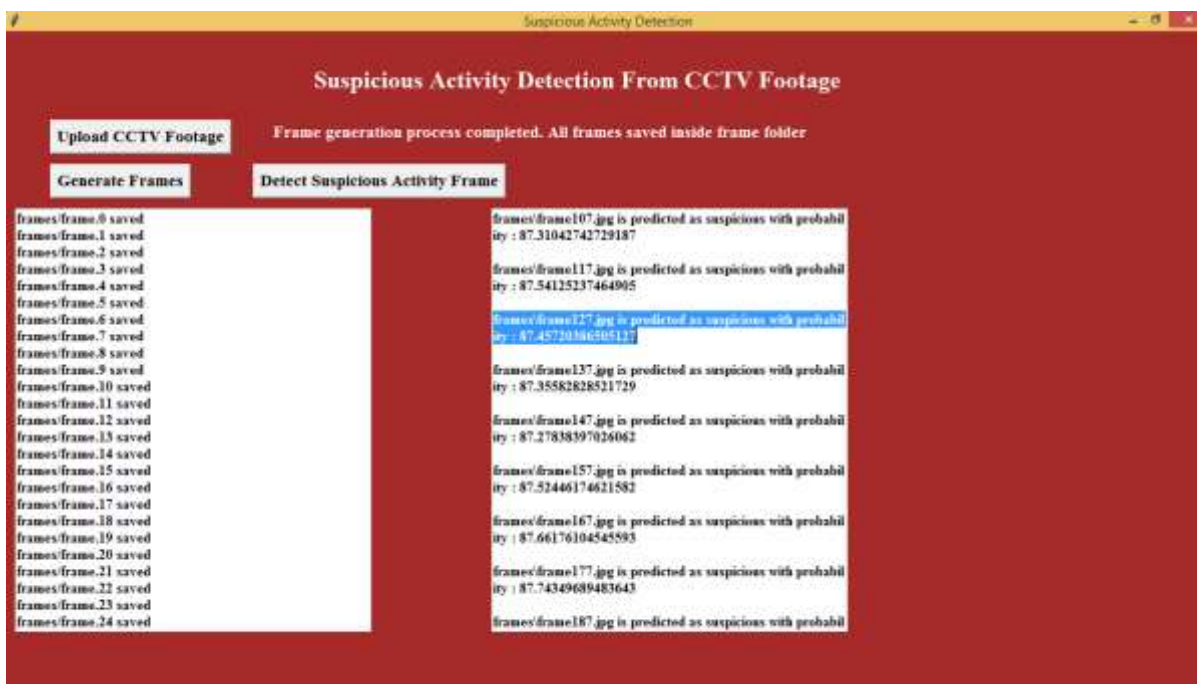 Suspicious Activity Detection
Suspicious Activity Detection From CCTV Footage
Upload CCTV Footage
Frame generation process completed. All frames saved inside frame folder
Generate Frames
Detect Suspicious Activity Frame
frames/frame.0 saved
frames/frame.1 saved
frames/frame.2 saved
frames/frame.3 saved
frames/frame.4 saved
frames/frame.5 saved
frames/frame.6 saved
frames/frame.7 saved
frames/frame.8 saved
frames/frame.9 saved
frames/frame.10 saved
frames/frame.11 saved
frames/frame.12 saved
frames/frame.13 saved
frames/frame.14 saved
frames/frame.15 saved
frames/frame.16 saved
frames/frame.17 saved
frames/frame.18 saved
frames/frame.19 saved
frames/frame.20 saved
frames/frame.21 saved
frames/frame.22 saved
frames/frame.23 saved
frames/frame.24 saved
frames\frame107.jpg is predicted as suspicious with probabil
ity : 87.31042742729187
frames\frame117.jpg is predicted as suspicious with probabil
ity : 87.54125237464905
frames\frame127.jpg is predicted as suspicious with probabil
ity : 87.45720386505127
frames\frame137.jpg is predicted as suspicious with probabil
ity : 87.35582828521729
frames\frame147.jpg is predicted as suspicious with probabil
ity : 87.27838397026062
frames\frame157.jpg is predicted as suspicious with probabil
ity : 87.52446174621582
frames\frame167.jpg is predicted as suspicious with probabil
ity : 87.66176104545593
frames\frame177.jpg is predicted as suspicious with probabil
ity : 87.74349689483643
frames\frame187.jpg is predicted as suspicious with probabil